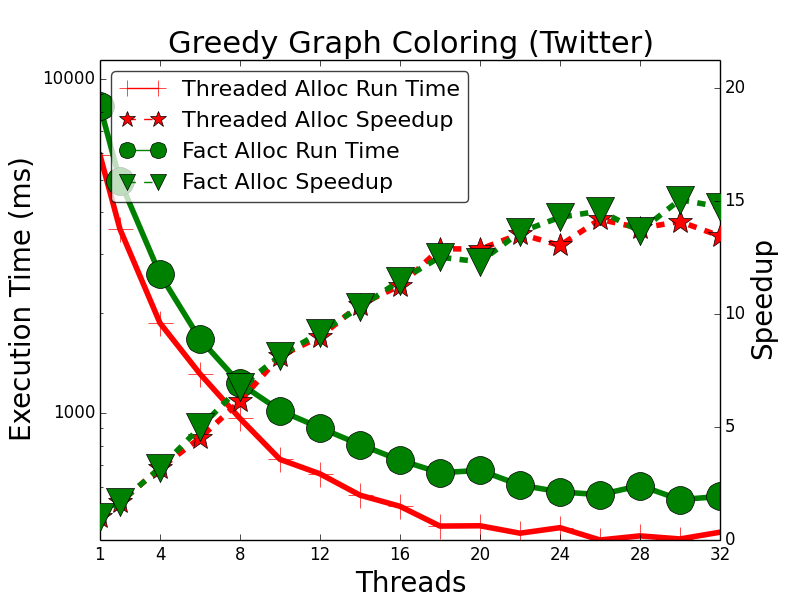 Greedy Graph Coloring (Twitter)
Threaded Alloc Run Time
Threaded Alloc Speedup
Fact Alloc Run Time
Fact Alloc Speedup
Execution Time (ms)
10000
1000
20
15
10
5
0
Speedup
1 4 8 12 16 20 24 28 32
Threads